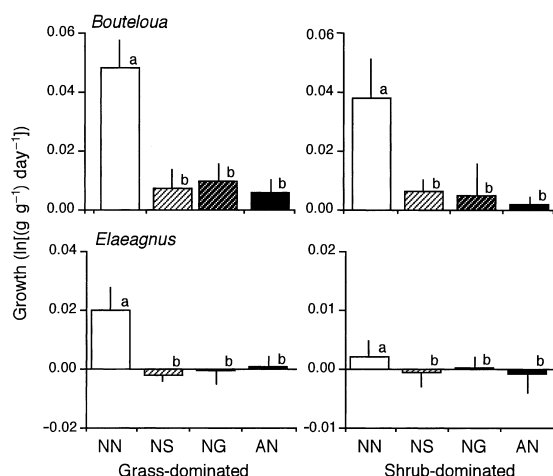 Bouteloua
0.06
0.04
0.02
0.00
a
b
b
b
0.06
0.04
0.02
0.00
a
b
b
b
Growth (ln[(g g⁻¹) day⁻¹])
Elaeagnus
0.04
0.02
0.00
−0.02
a
b
b
b
0.02
0.01
0.00
−0.01
a
b
b
b
NN NS NG AN
NN NS NG AN
Grass-dominated
Shrub-dominated